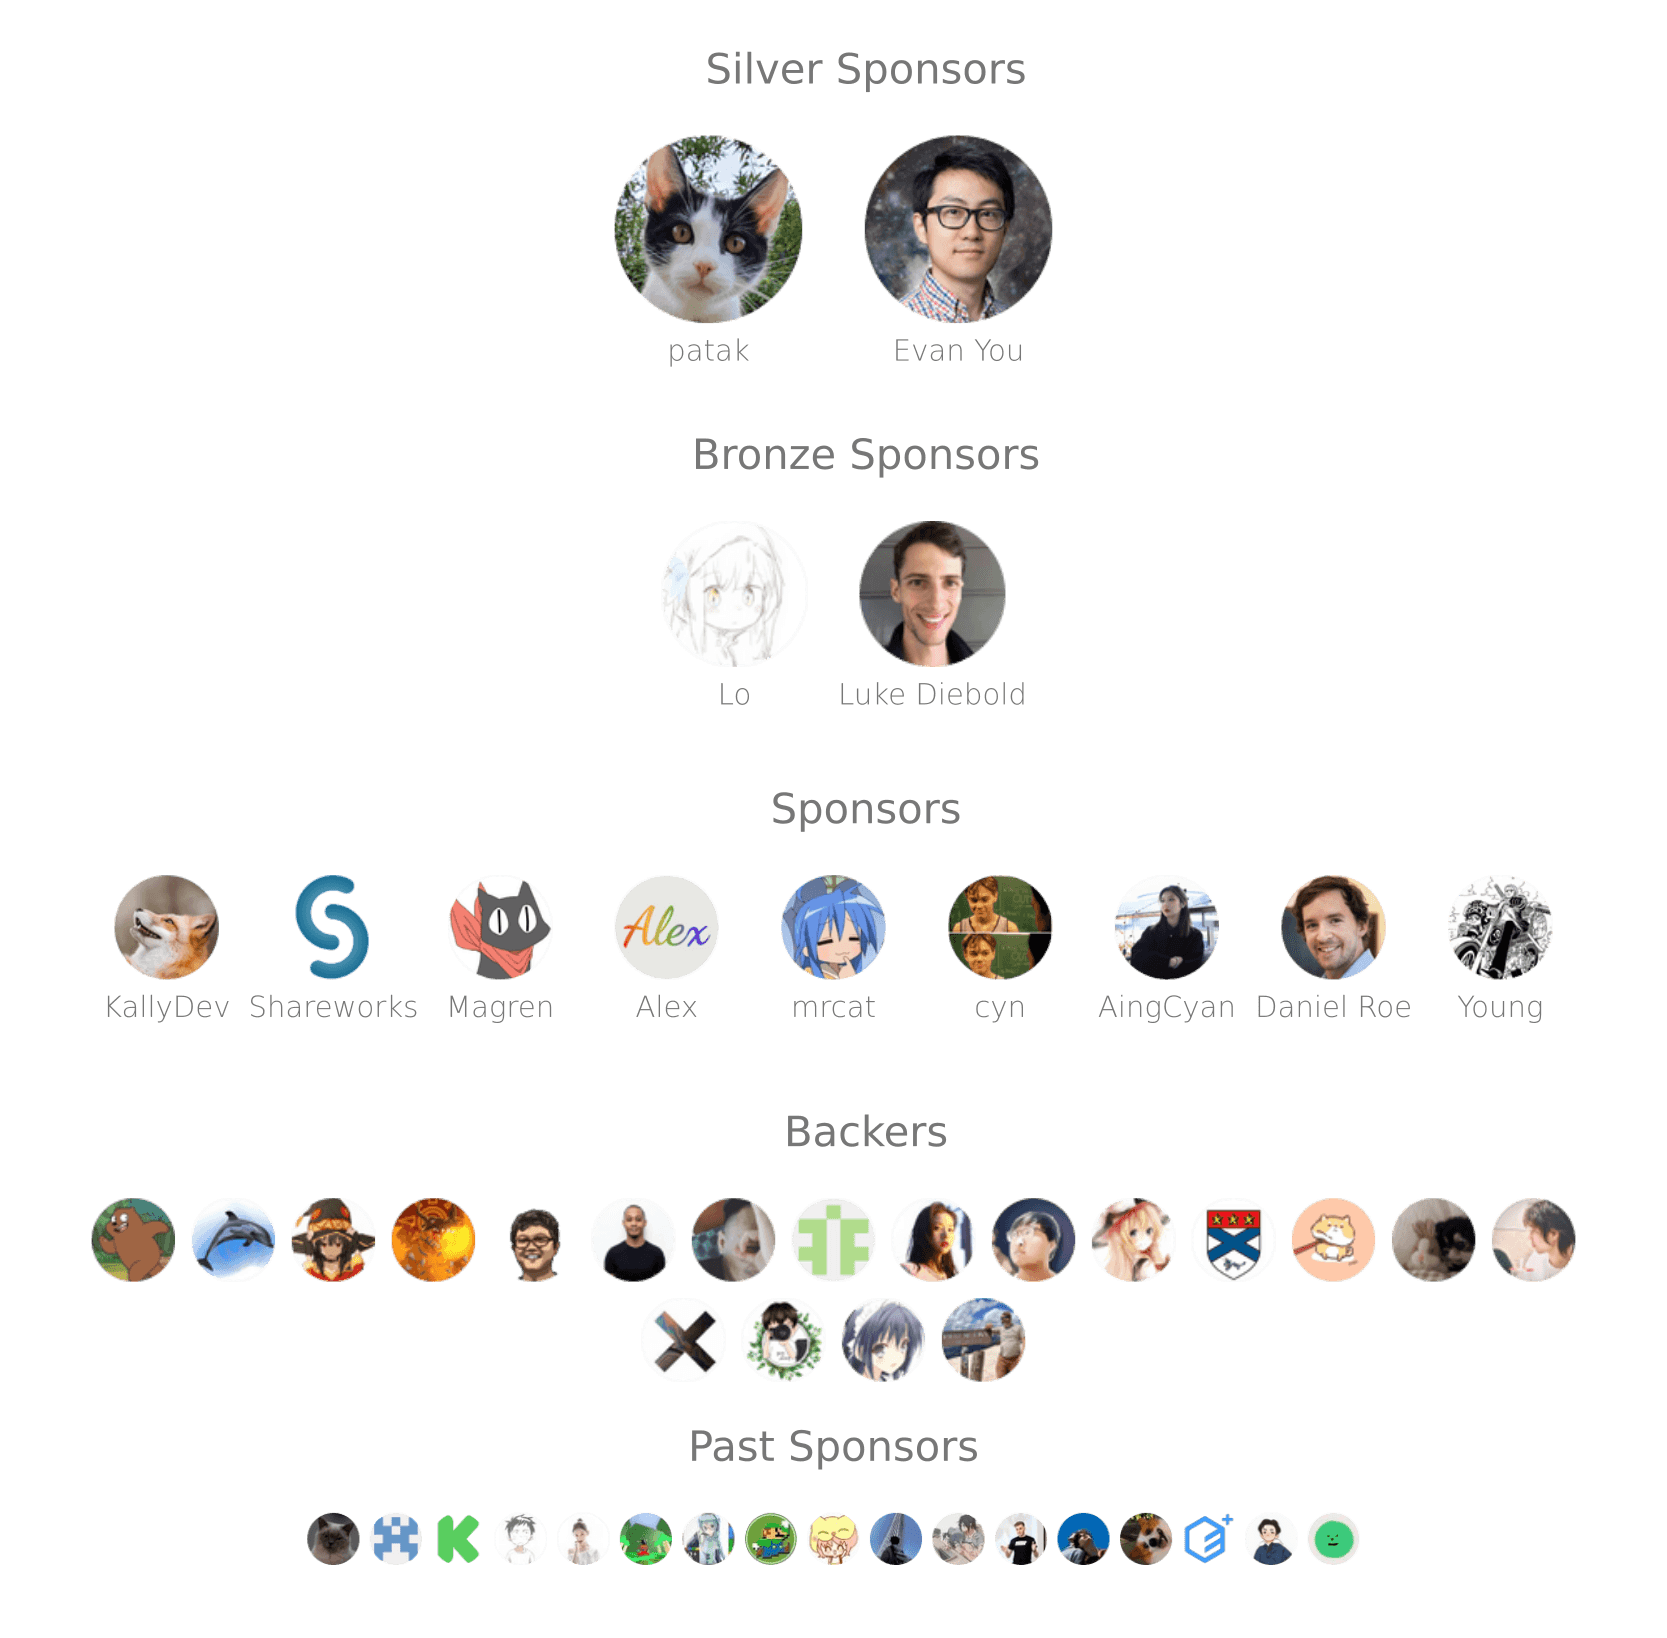 Silver Sponsors
patak Evan You
Bronze Sponsors
Lo Luke Diebold
Sponsors
Alex
KallyDev Shareworks Magren Alex mrcat cyn AingCyan Daniel Roe Young
Backers
Past Sponsors